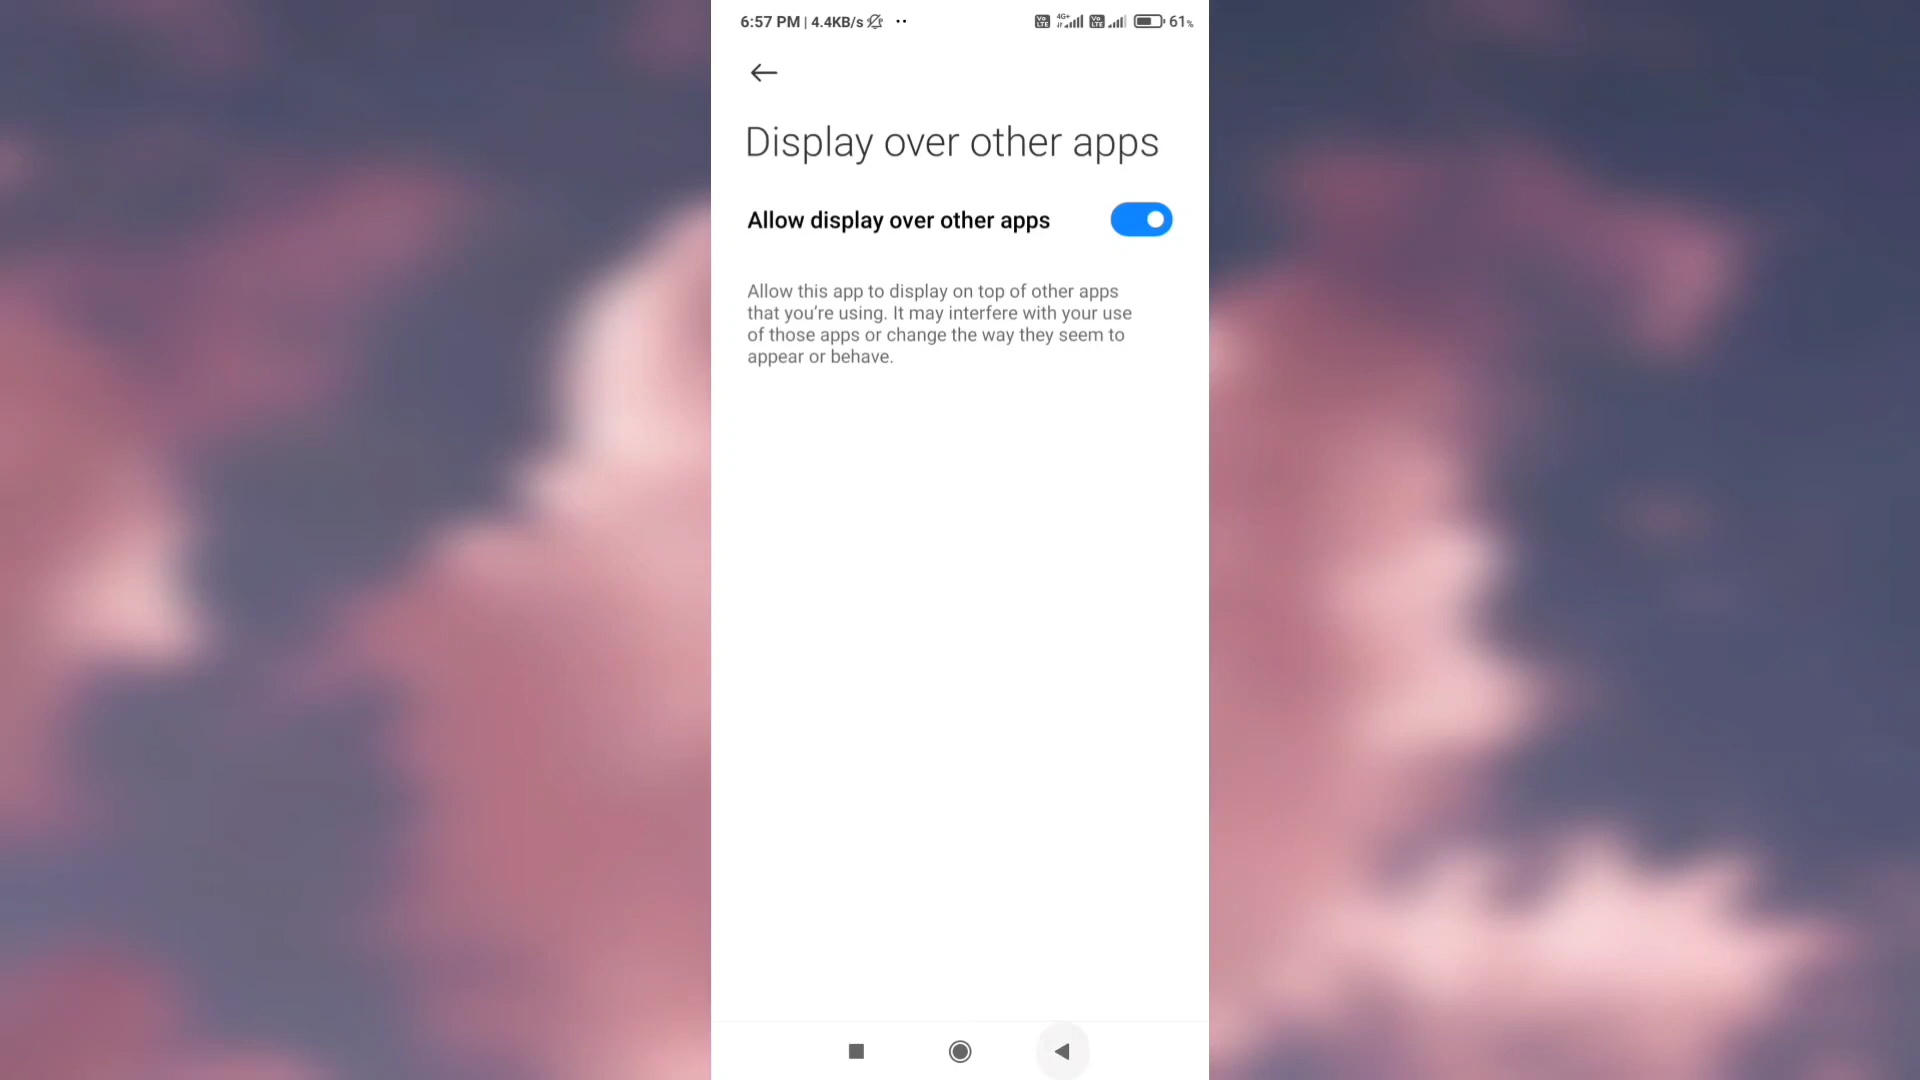 6:57 PM | 4.4KB/s 61%
Display over other apps
Allow display over other apps
Allow this app to display on top of other apps
that you’re using. It may interfere with your use
of those apps or change the way they seem to
appear or behave.